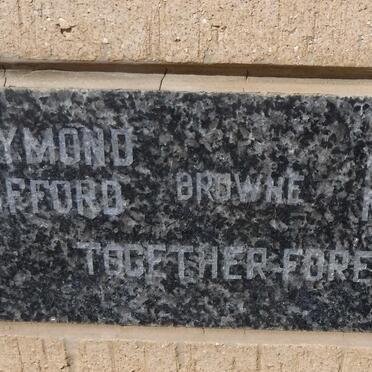 YMOND
FFORD BROWNE
TOGETHER FORE